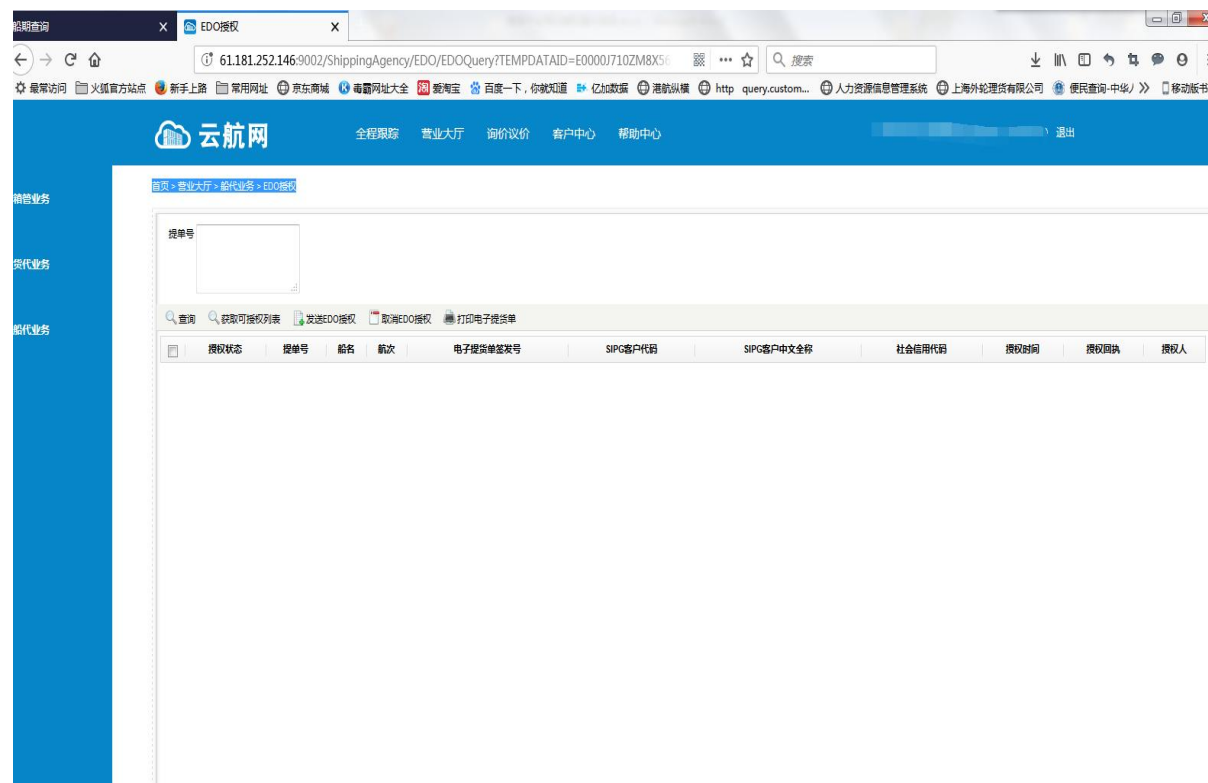 船期查询
EDO授权
61.181.252.146:9002/ShippingAgency/EDO/EDOQuery?TEMPDATAID=E0000J710ZM8X56
搜索
最常访问 火狐官方站点 新手上路 常用网址 京东商城 毒霸网址大全 爱淘宝 百度一下，你就知道 亿加数据 港航纵横 http query.custom... 人力资源信息管理系统 上海外轮理货有限公司 便民查询-中华 移动版书
云航网 全程跟踪 营业大厅 询价议价 客户中心 帮助中心 退出
首页 > 营业大厅 > 船代业务 > EDO授权
箱管业务
提单号
货代业务
查询 获取可授权列表 发送EDO授权 取消EDO授权 打印电子提货单
船代业务
授权状态 提单号 船名 航次 电子提货单签发号 SIPG客户代码 SIPG客户中文全称 社会信用代码 授权时间 授权回执 授权人